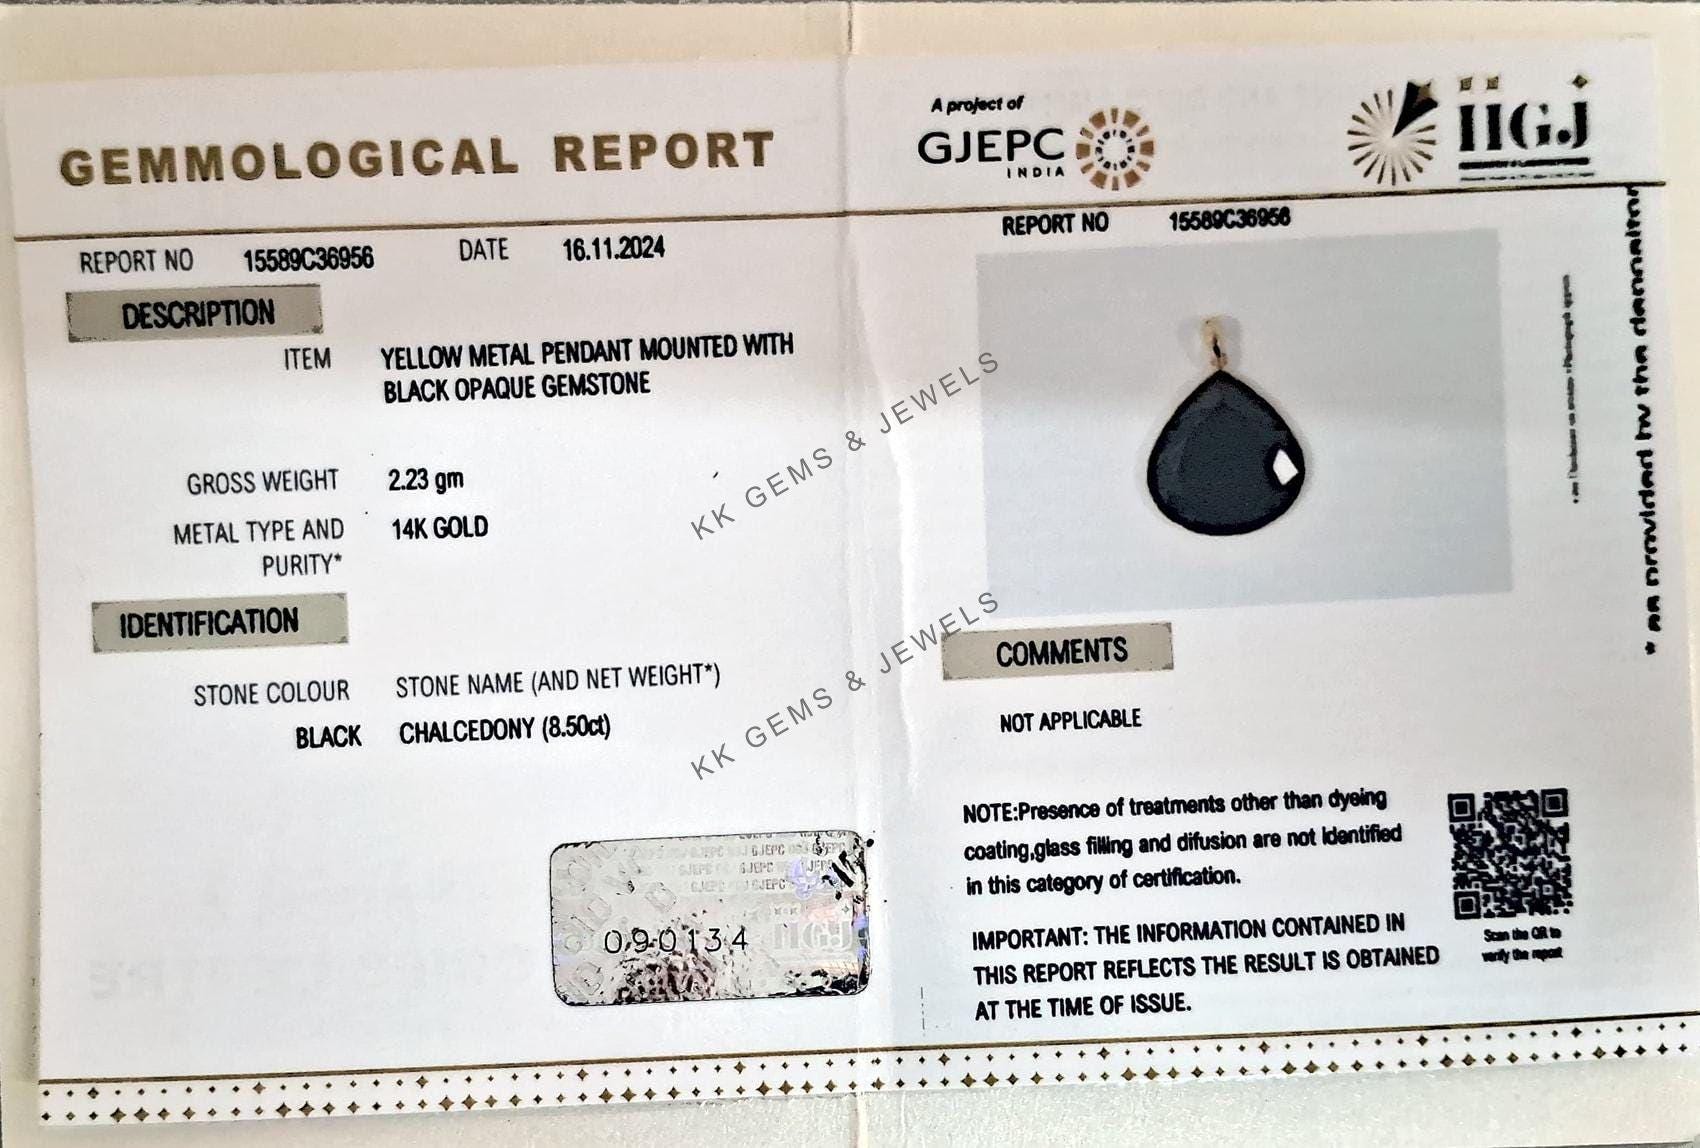 GEMMOLOGICAL REPORT
REPORT NO 15589C36956 DATE 16.11.2024
DESCRIPTION
ITEM YELLOW METAL PENDANT MOUNTED WITH
BLACK OPAQUE GEMSTONE
GROSS WEIGHT 2.23 gm
METAL TYPE AND 14K GOLD
PURITY*
IDENTIFICATION
STONE COLOUR STONE NAME (AND NET WEIGHT*)
BLACK CHALCEDONY (8.50ct)
090134
IIGJ
A project of
GJEPC
INDIA
IIGJ
REPORT NO 15589C36956
COMMENTS
NOT APPLICABLE
NOTE:Presence of treatments other than dyeing
coating,glass filling and difusion are not identified
in this category of certification.
IMPORTANT: THE INFORMATION CONTAINED IN
THIS REPORT REFLECTS THE RESULT IS OBTAINED
AT THE TIME OF ISSUE.
Scan the QR to
verify the report
* as provided by the
KK GEMS & JEWELS
KK GEMS & JEWELS